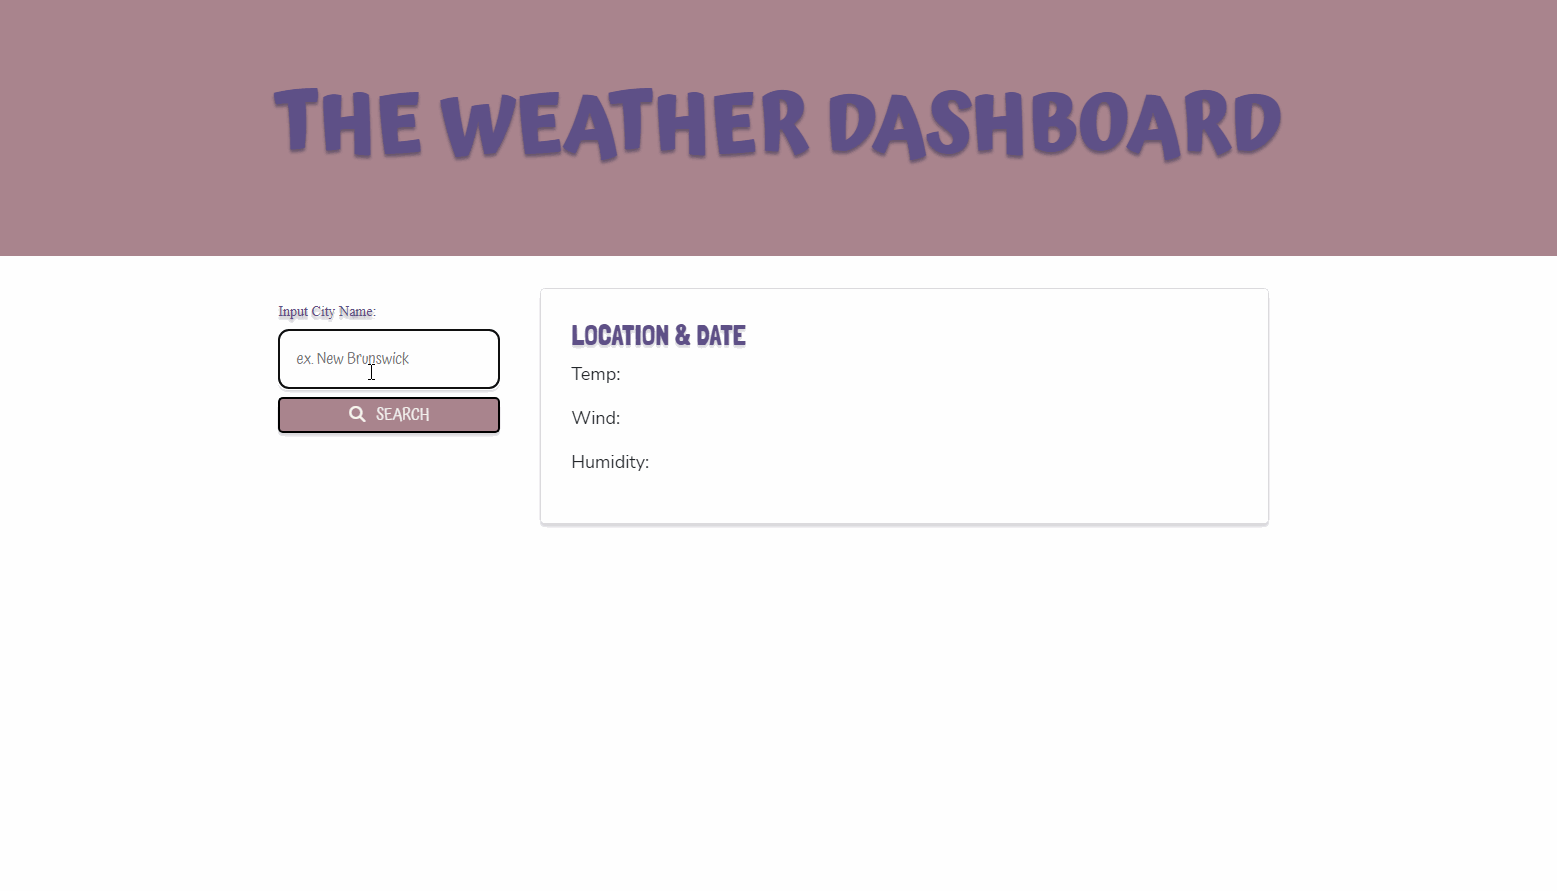 THE WEATHER DASHBOARD
Input City Name:
ex. New Brunswick
SEARCH
LOCATION & DATE
Temp:
Wind:
Humidity: